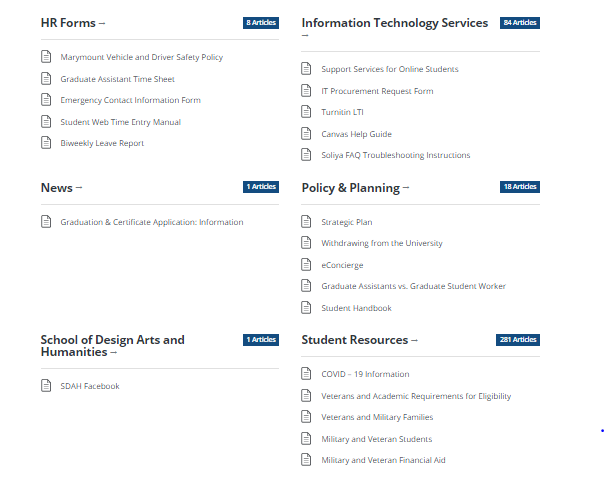 HR Forms → 8 Articles
Marymount Vehicle and Driver Safety Policy
Graduate Assistant Time Sheet
Emergency Contact Information Form
Student Web Time Entry Manual
Biweekly Leave Report
Information Technology Services 84 Articles
→
Support Services for Online Students
IT Procurement Request Form
Turnitin LTI
Canvas Help Guide
Soliya FAQ Troubleshooting Instructions
News → 1 Articles
Graduation & Certificate Application: Information
Policy & Planning → 18 Articles
Strategic Plan
Withdrawing from the University
eConcierge
Graduate Assistants vs. Graduate Student Worker
Student Handbook
School of Design Arts and 1 Articles
Humanities →
SDAH Facebook
Student Resources → 281 Articles
COVID – 19 Information
Veterans and Academic Requirements for Eligibility
Veterans and Military Families
Military and Veteran Students
Military and Veteran Financial Aid